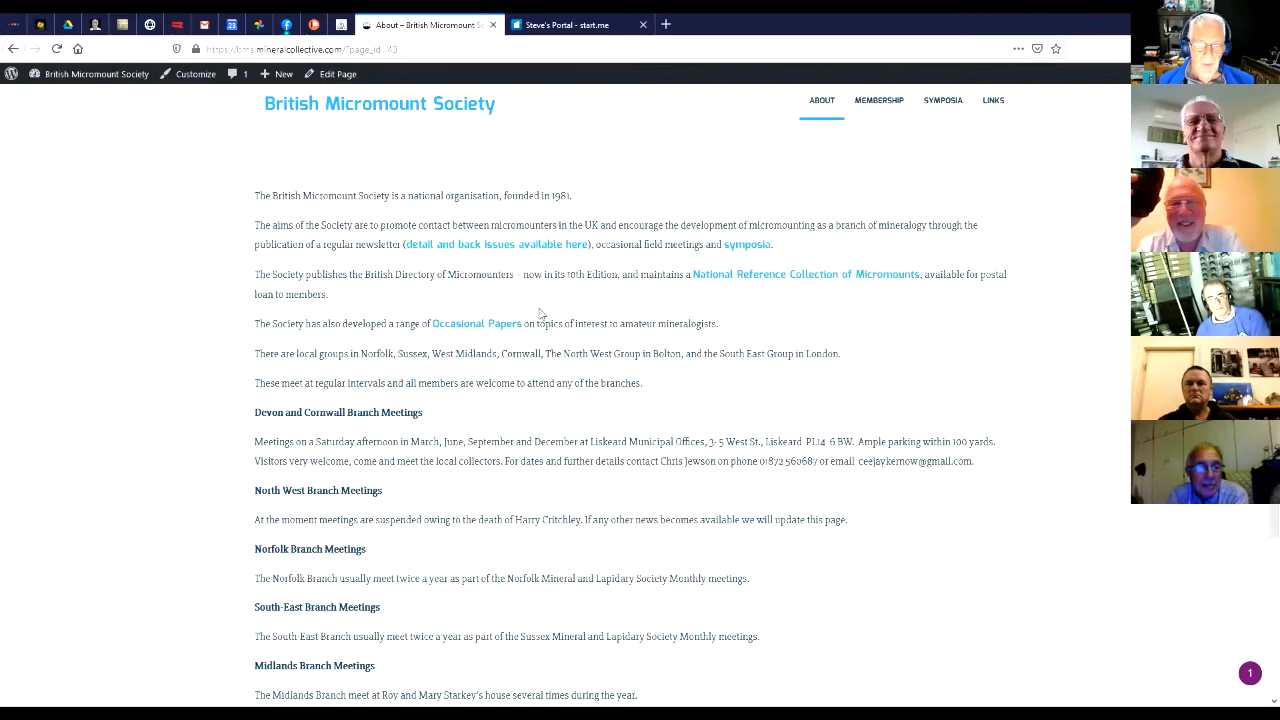 About – British Micromount So
Steve's Portal - start.me
https://bms.mineralcollective.com/?page_id=43
British Micromount Society
Customize
1
New
Edit Page
British Micromount Society
ABOUT
MEMBERSHIP
SYMPOSIA
LINKS
The British Micromount Society is a national organisation, founded in 1981.
The aims of the Society are to promote contact between micromounters in the UK and encourage the development of micromounting as a branch of mineralogy through the
publication of a regular newsletter (detail and back issues available here), occasional field meetings and symposia.
The Society publishes the British Directory of Micromounters – now in its 10th Edition, and maintains a National Reference Collection of Micromounts, available for postal
loan to members.
The Society has also developed a range of Occasional Papers on topics of interest to amateur mineralogists.
There are local groups in Norfolk, Sussex, West Midlands, Cornwall, The North West Group in Bolton, and the South East Group in London.
These meet at regular intervals and all members are welcome to attend any of the branches.
Devon and Cornwall Branch Meetings
Meetings on a Saturday afternoon in March, June, September and December at Liskeard Municipal Offices, 3- 5 West St., Liskeard PL14 6 BW. Ample parking within 100 yards.
Visitors very welcome, come and meet the local collectors. For dates and further details contact Chris Jewson on phone 01872 560687 or email ceejaykernow@gmail.com.
North West Branch Meetings
At the moment meetings are suspended owing to the death of Harry Critchley. If any other news becomes available we will update this page.
Norfolk Branch Meetings
The Norfolk Branch usually meet twice a year as part of the Norfolk Mineral and Lapidary Society Monthly meetings.
South-East Branch Meetings
The South East Branch usually meet twice a year as part of the Sussex Mineral and Lapidary Society Monthly meetings.
Midlands Branch Meetings
The Midlands Branch meet at Roy and Mary Starkey's house several times during the year.
1